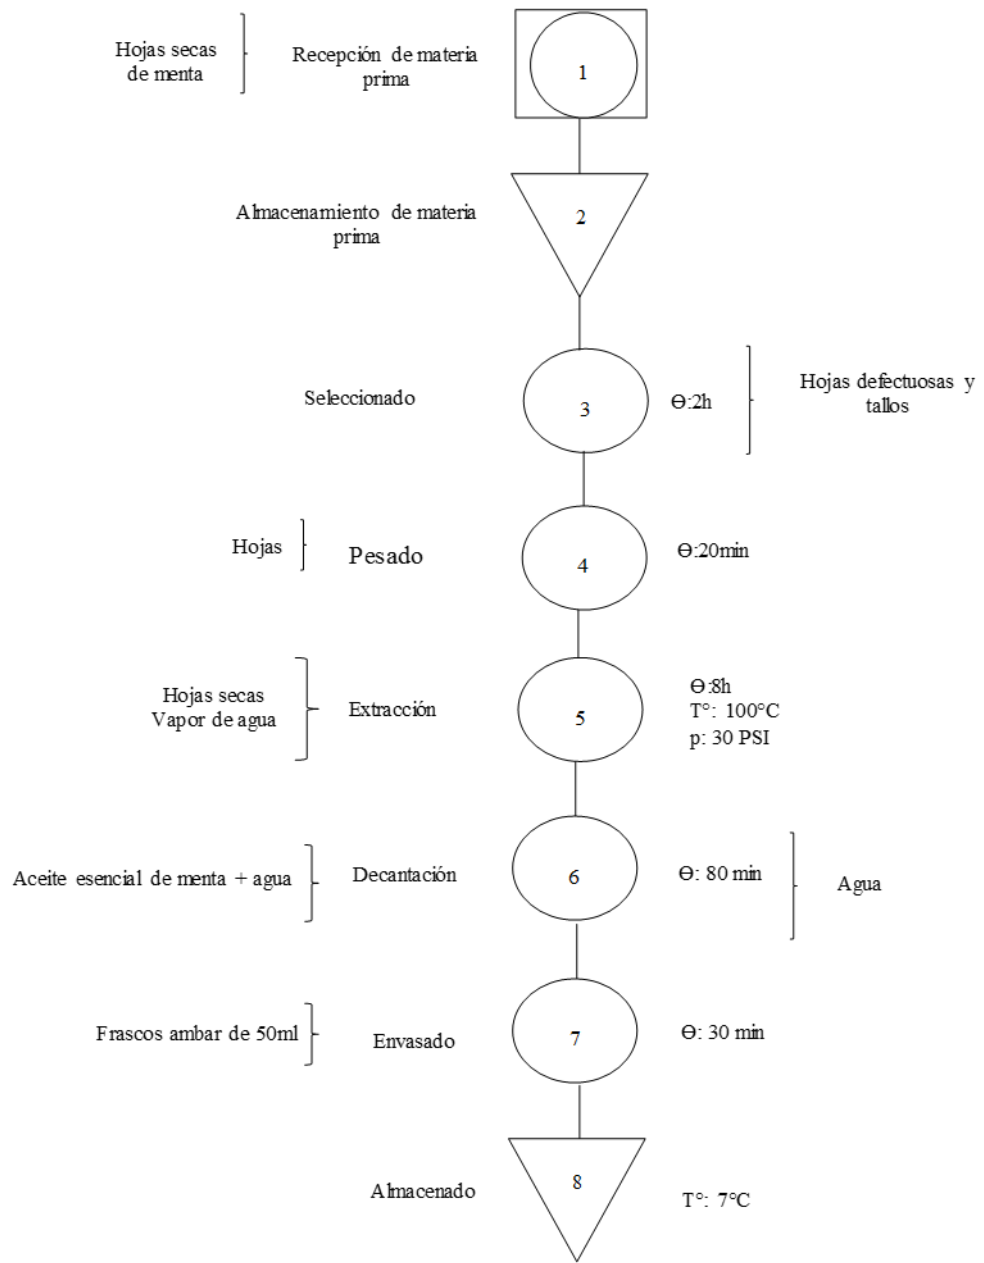 Hojas secas
de menta
Recepción de materia
prima
1
Almacenamiento de materia
prima
2
Seleccionado
3
Ө:2h
Hojas defectuosas y
tallos
Hojas
Pesado
4
Ө:20min
Hojas secas
Vapor de agua
Extracción
5
Ө:8h
T°: 100°C
p: 30 PSI
Aceite esencial de menta + agua
Decantación
6
Ө: 80 min
Agua
Frascos ambar de 50ml
Envasado
7
Ө: 30 min
Almacenado
8
T°: 7°C